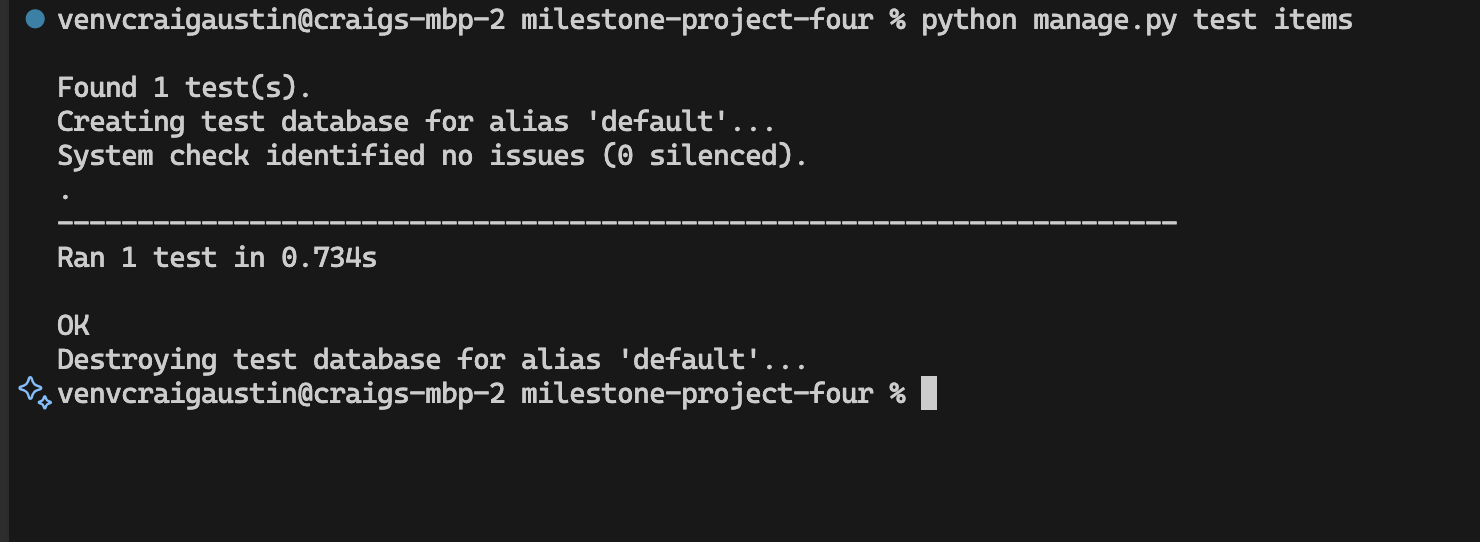 venvcraigaustin@craigs-mbp-2 milestone-project-four % python manage.py test items
Found 1 test(s).
Creating test database for alias 'default'...
System check identified no issues (0 silenced).
.
----------------------------------------------------------------------
Ran 1 test in 0.734s
OK
Destroying test database for alias 'default'...
venvcraigaustin@craigs-mbp-2 milestone-project-four %